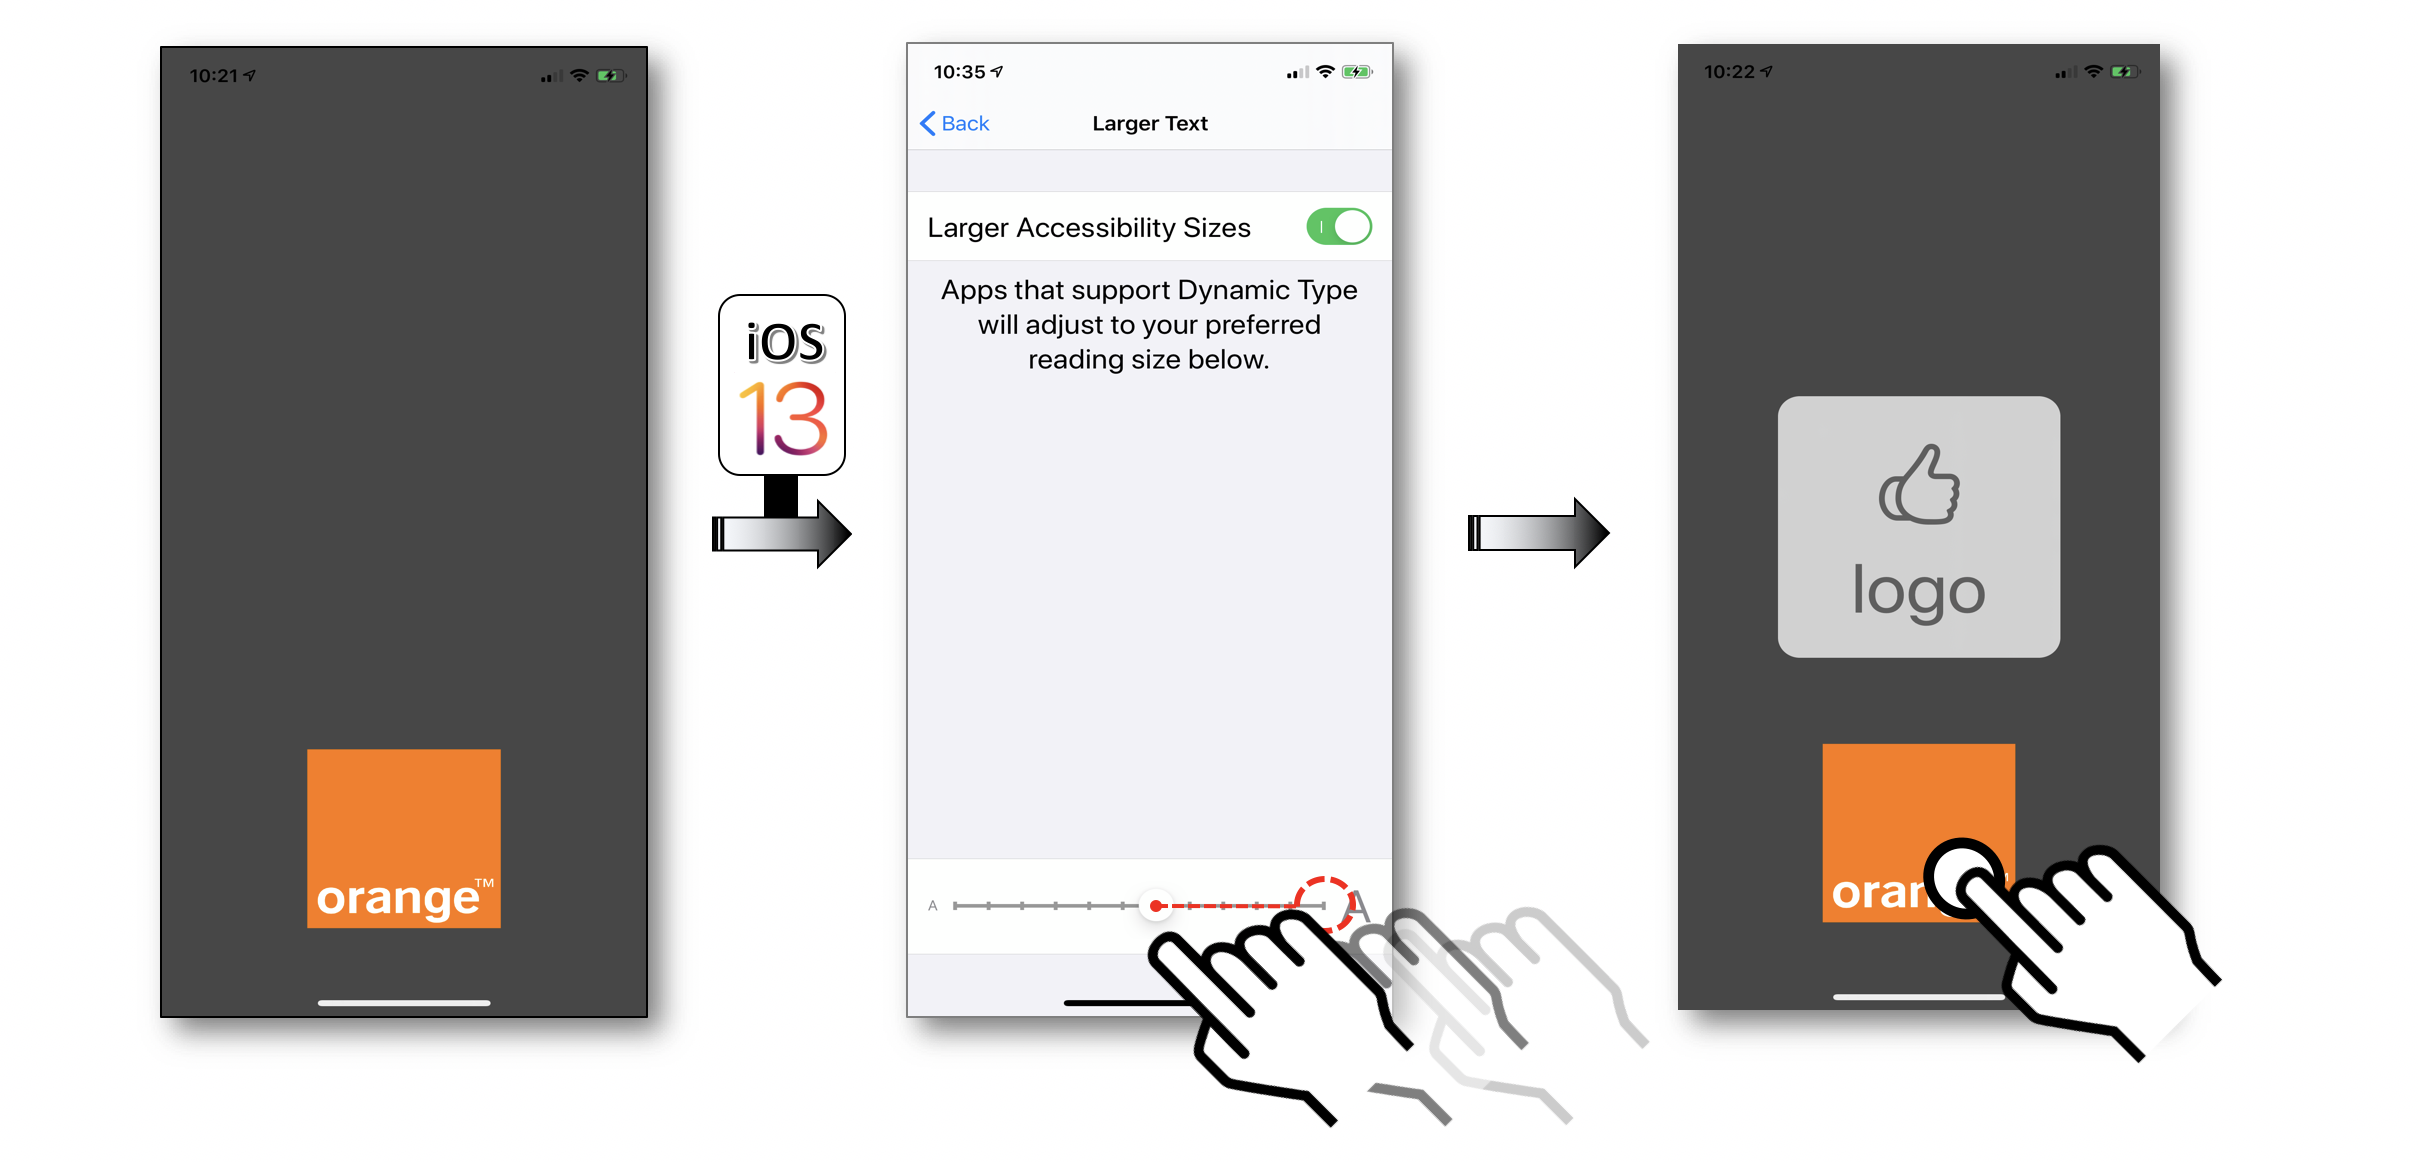 10:21
orange™
iOS
13
10:35
Back
Larger Text
Larger Accessibility Sizes
Apps that support Dynamic Type
will adjust to your preferred
reading size below.
A
A
10:22
logo
oran